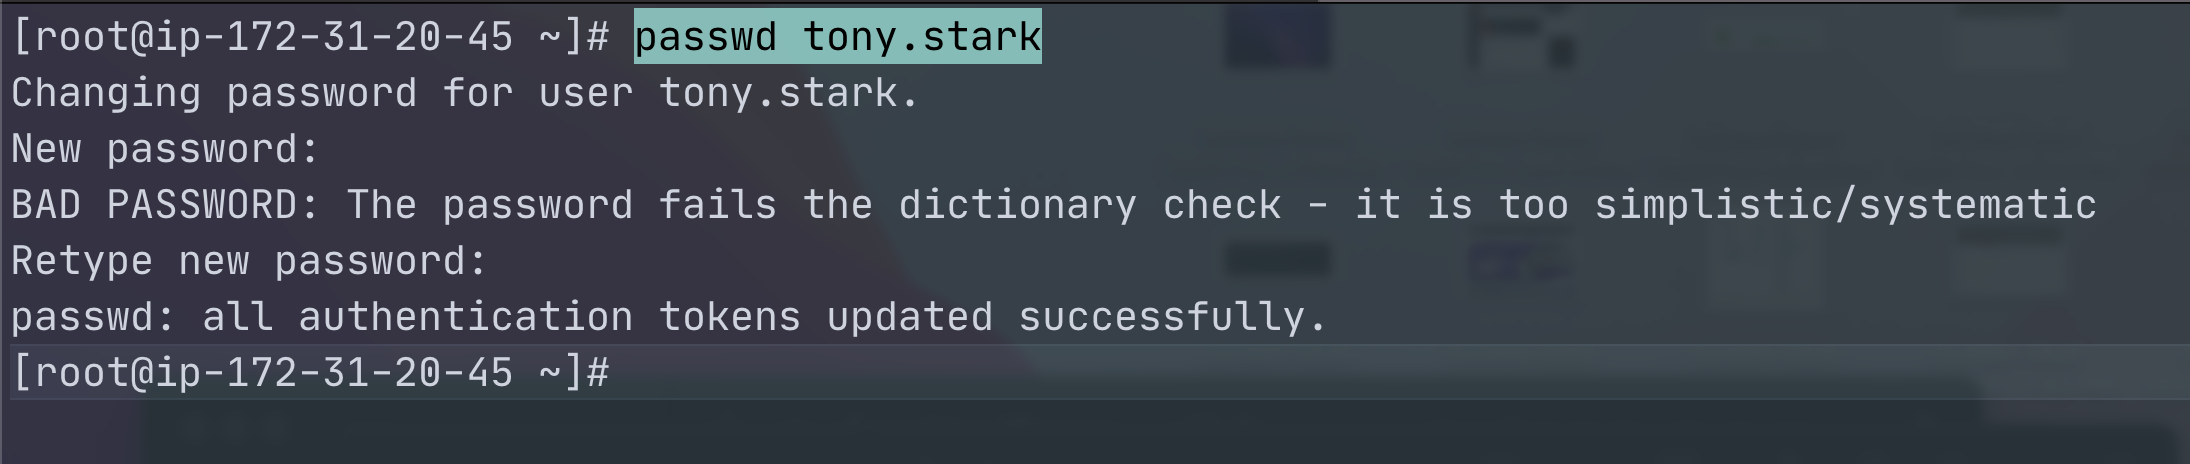 [root@ip-172-31-20-45 ~]# passwd tony.stark
Changing password for user tony.stark.
New password:
BAD PASSWORD: The password fails the dictionary check - it is too simplistic/systematic
Retype new password:
passwd: all authentication tokens updated successfully.
[root@ip-172-31-20-45 ~]#